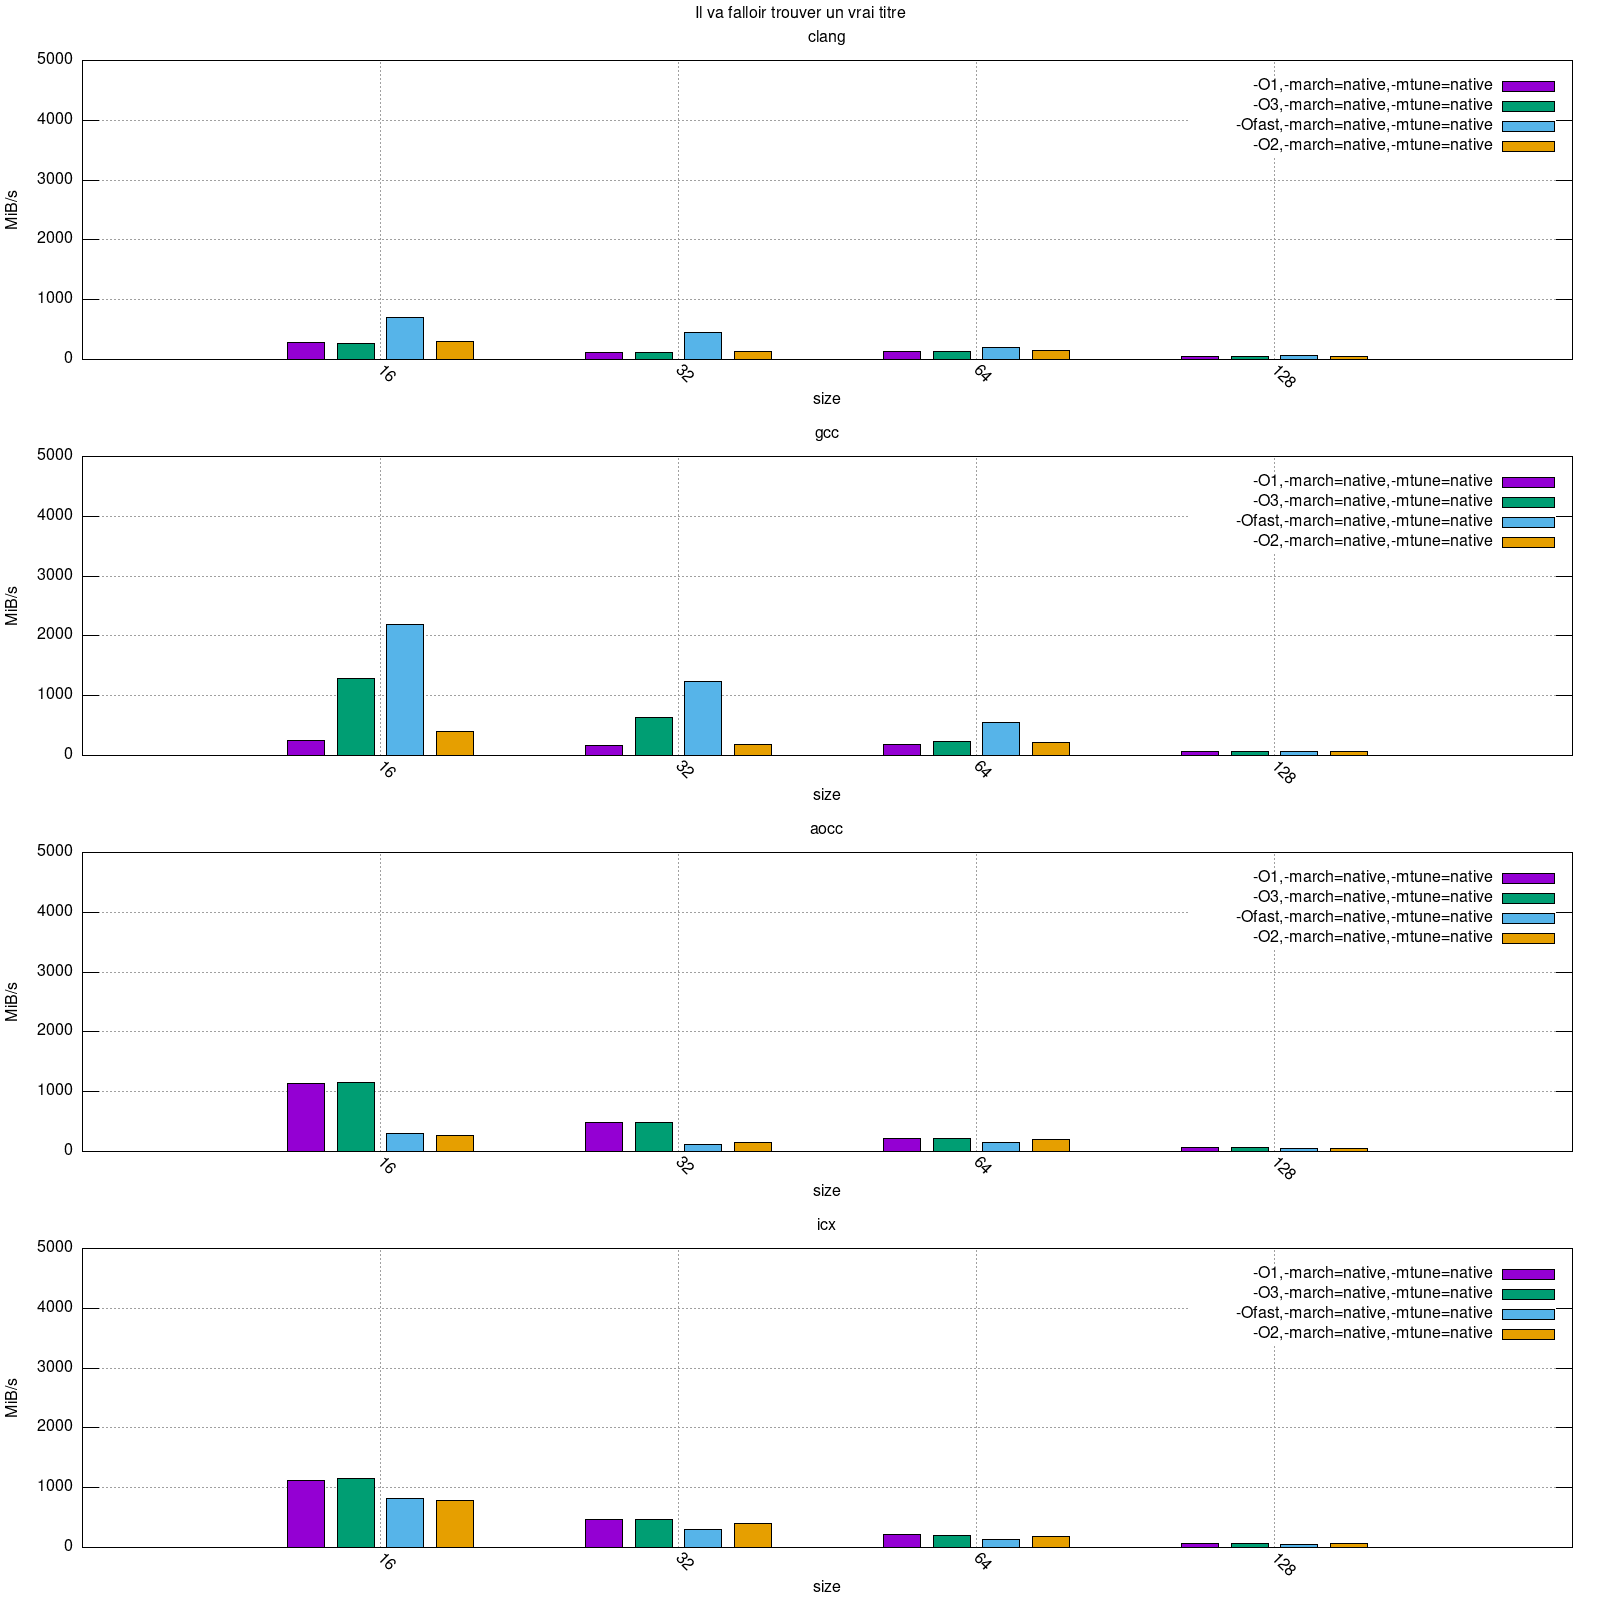 Il va falloir trouver un vrai titre
clang
5000
4000
3000
2000
1000
0
MiB/s
-O1,-march=native,-mtune=native
-O3,-march=native,-mtune=native
-Ofast,-march=native,-mtune=native
-O2,-march=native,-mtune=native
16
32
64
128
size
gcc
5000
4000
3000
2000
1000
0
MiB/s
-O1,-march=native,-mtune=native
-O3,-march=native,-mtune=native
-Ofast,-march=native,-mtune=native
-O2,-march=native,-mtune=native
16
32
64
128
size
aocc
5000
4000
3000
2000
1000
0
MiB/s
-O1,-march=native,-mtune=native
-O3,-march=native,-mtune=native
-Ofast,-march=native,-mtune=native
-O2,-march=native,-mtune=native
16
32
64
128
size
icx
5000
4000
3000
2000
1000
0
MiB/s
-O1,-march=native,-mtune=native
-O3,-march=native,-mtune=native
-Ofast,-march=native,-mtune=native
-O2,-march=native,-mtune=native
16
32
64
128
size